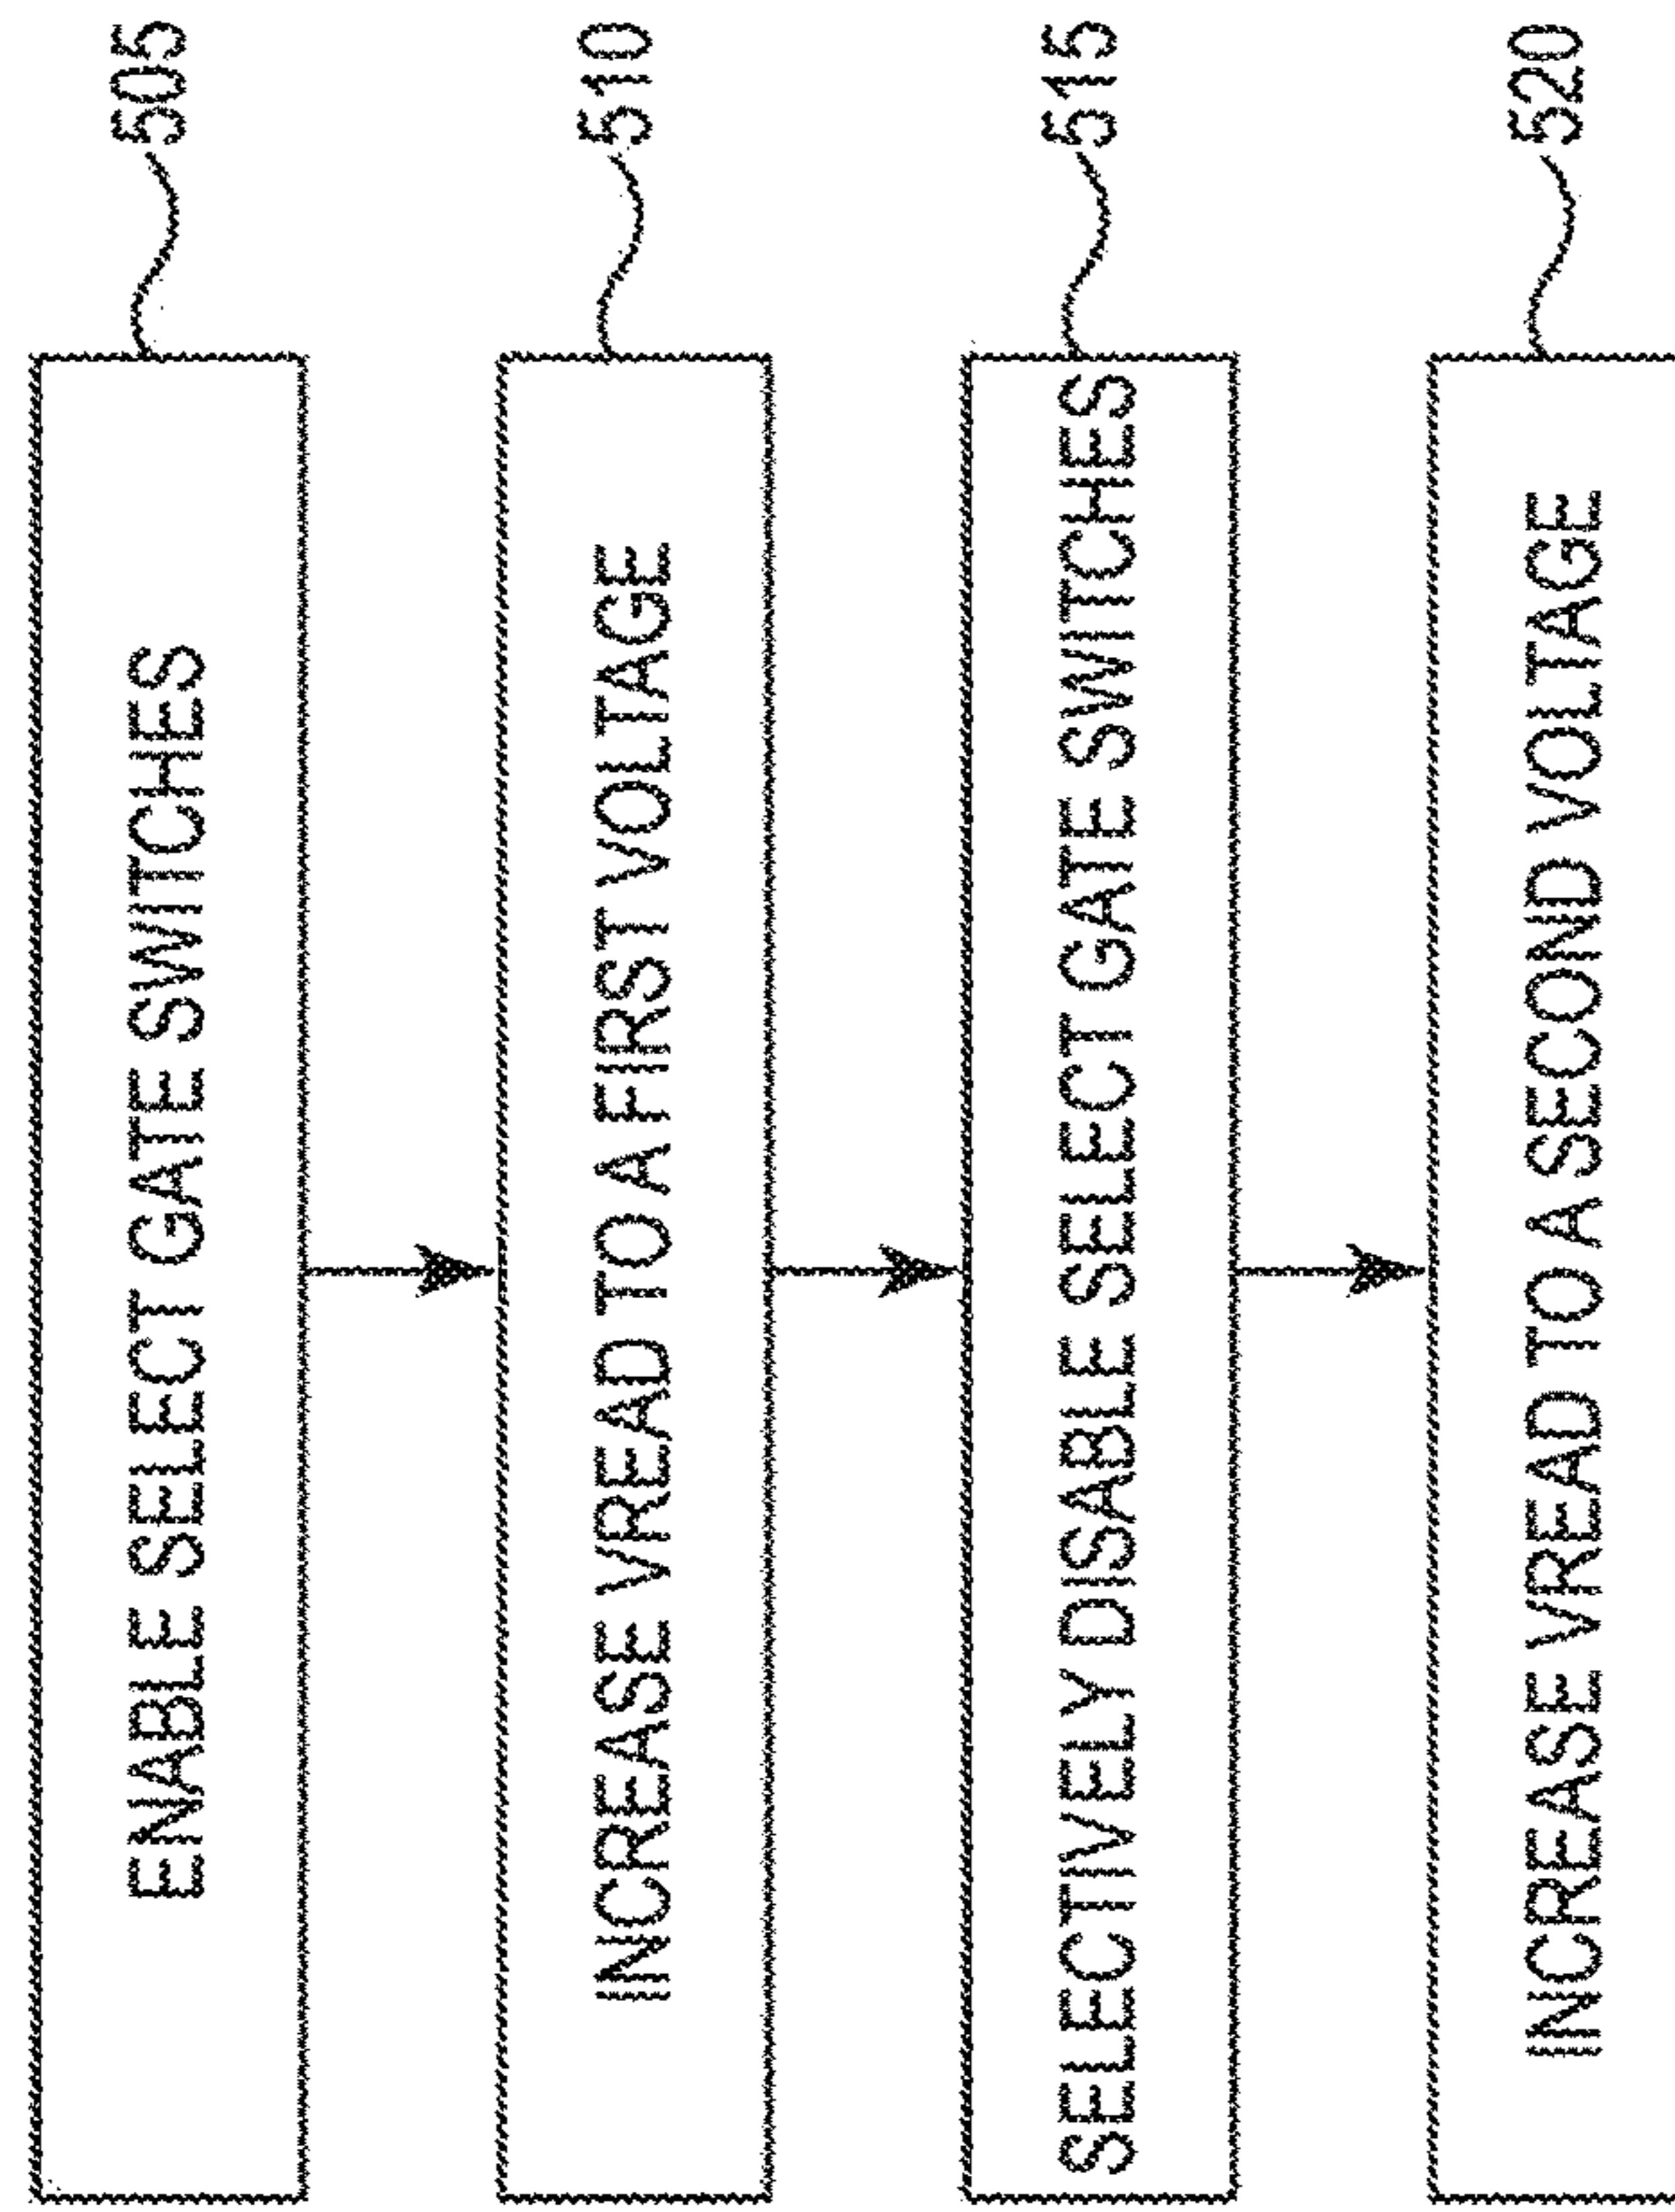 ENABLE SELECT GATE SWITCHES
505
INCREASE VREAD TO A FIRST VOLTAGE
510
SELECTIVELY DISABLE SELECT GATE SWITCHES
515
INCREASE VREAD TO A SECOND VOLTAGE
520